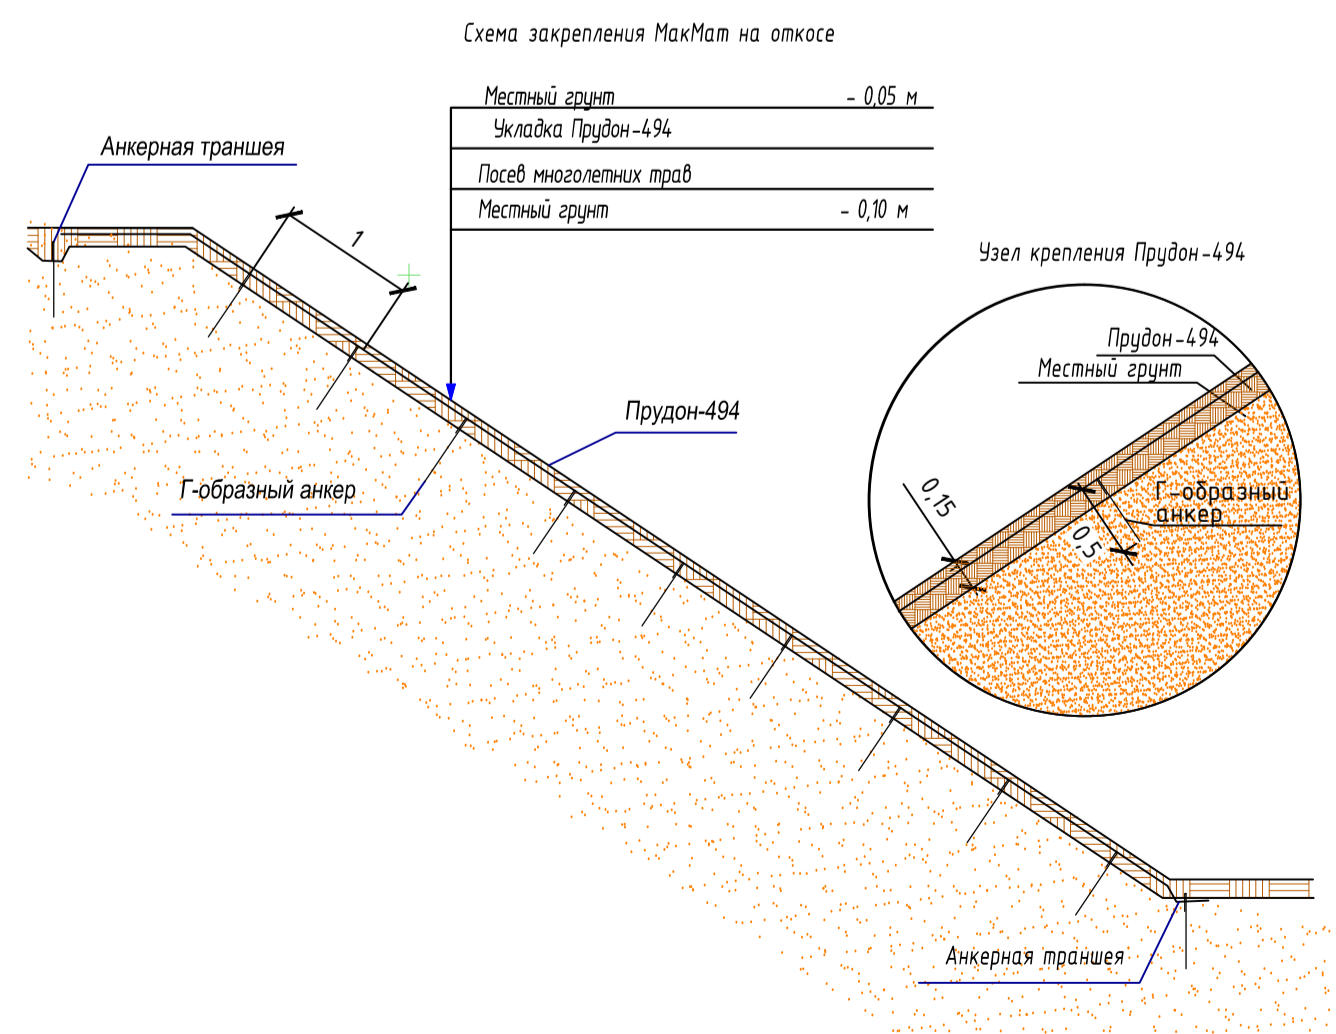 Схема закрепления МакМат на откосе
Местный грунт - 0,05 м
Укладка Прудон-494
Посев многолетних трав
Местный грунт - 0,10 м
Анкерная траншея
1
Узел крепления Прудон-494
Прудон-494
Местный грунт
Г-образный
анкер
0,15
0,5
Прудон-494
Г-образный анкер
Анкерная траншея